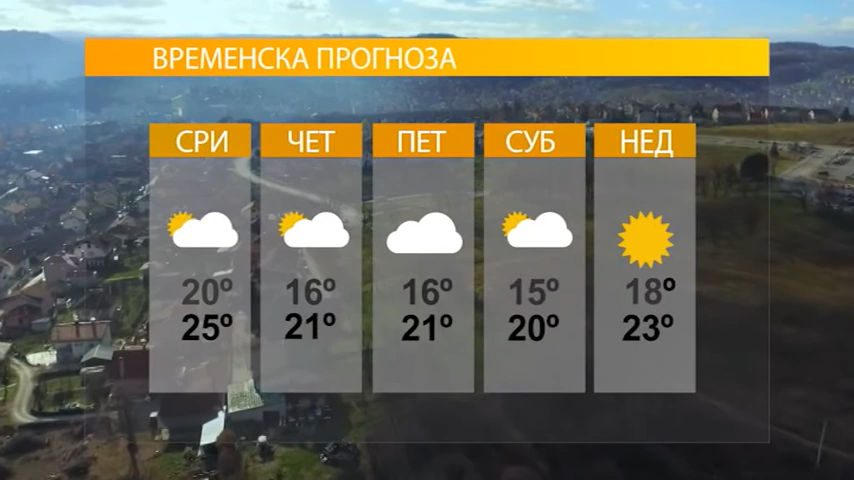 ВРЕМЕНСКА ПРОГНОЗА
СРИ ЧЕТ ПЕТ СУБ НЕД
20º 16º 16º 15º 18º
25º 21º 21º 20º 23º